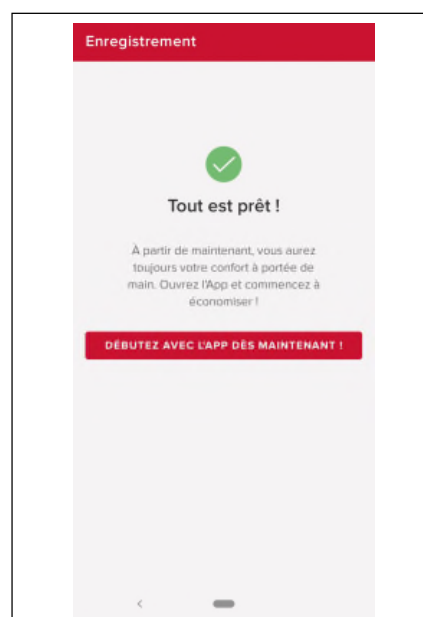 Enregistrement
Tout est prêt !
À partir de maintenant, vous aurez
toujours votre confort à portée de
main. Ouvrez l'App et commencez à
économiser !
DÉBUTEZ AVEC L'APP DÈS MAINTENANT !